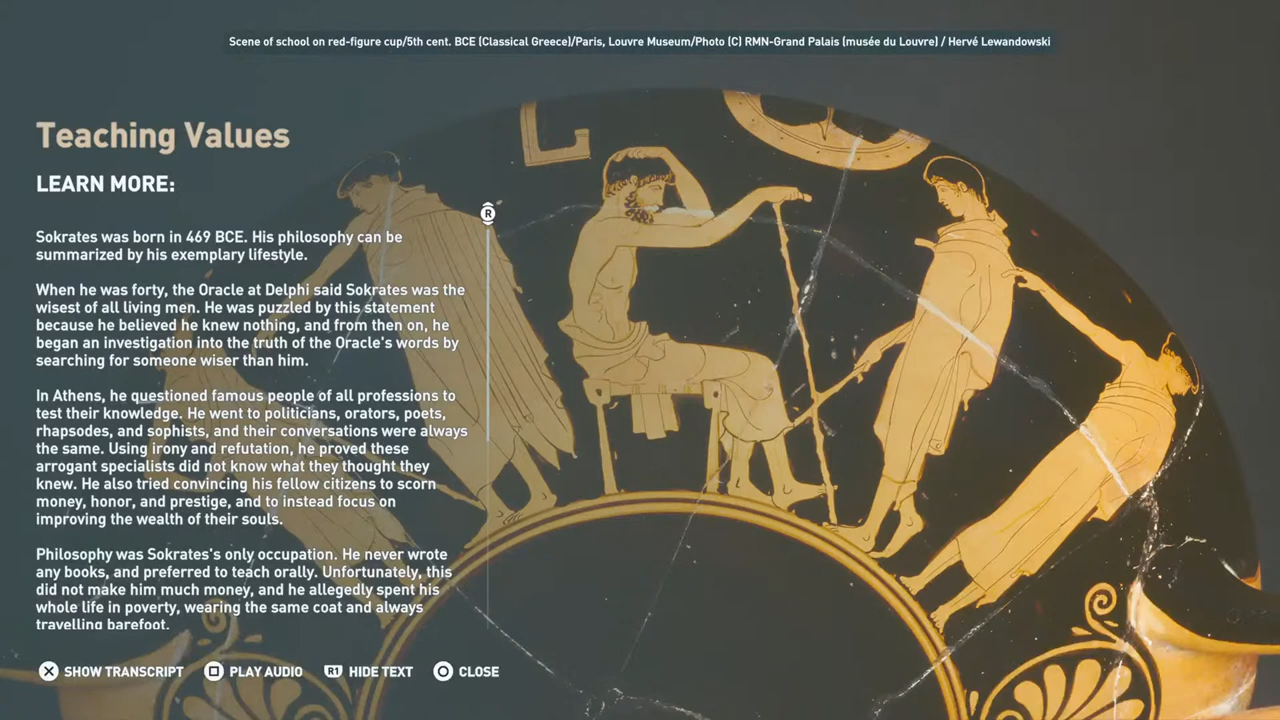 Scene of school on red-figure cup/5th cent. BCE (Classical Greece)/Paris, Louvre Museum/Photo (C) RMN-Grand Palais (musée du Louvre) / Hervé Lewandowski
Teaching Values
LEARN MORE:
Sokrates was born in 469 BCE. His philosophy can be
summarized by his exemplary lifestyle.
When he was forty, the Oracle at Delphi said Sokrates was the
wisest of all living men. He was puzzled by this statement
because he believed he knew nothing, and from then on, he
began an investigation into the truth of the Oracle's words by
searching for someone wiser than him.
In Athens, he questioned famous people of all professions to
test their knowledge. He went to politicians, orators, poets,
rhapsodes, and sophists, and their conversations were always
the same. Using irony and refutation, he proved these
arrogant specialists did not know what they thought they
knew. He also tried convincing his fellow citizens to scorn
money, honor, and prestige, and to instead focus on
improving the wealth of their souls.
Philosophy was Sokrates's only occupation. He never wrote
any books, and preferred to teach orally. Unfortunately, this
did not make him much money, and he allegedly spent his
whole life in poverty, wearing the same coat and always
travelling barefoot.
R
SHOW TRANSCRIPT PLAY AUDIO R1 HIDE TEXT CLOSE